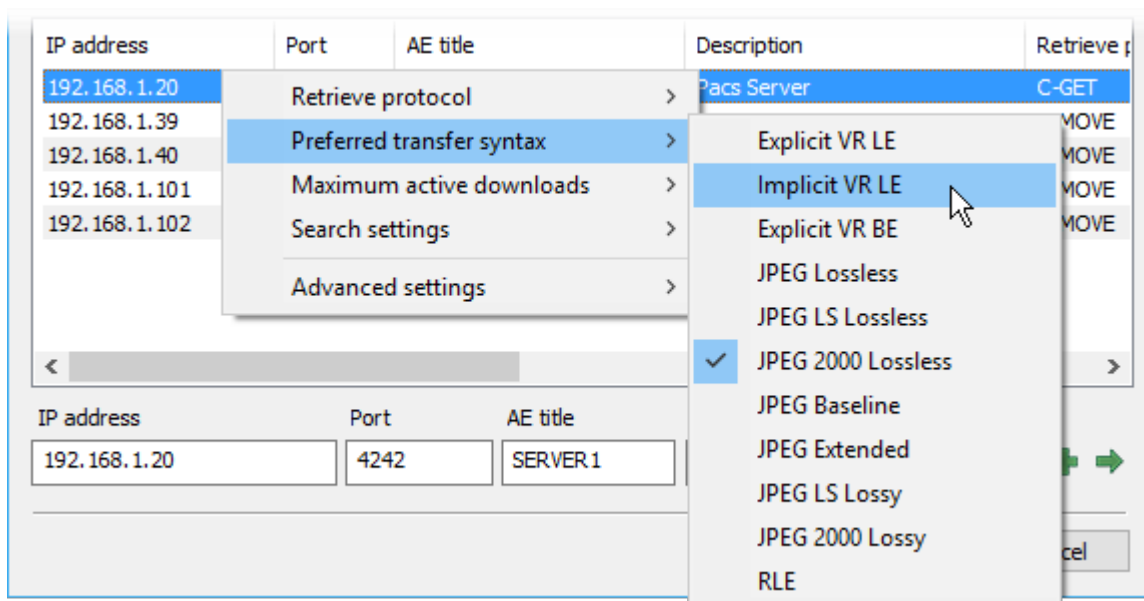 IP address Port AE title Description Retrieve p
192.168.1.20 Pacs Server C-GET
192.168.1.39 MOVE
192.168.1.40 MOVE
192.168.1.101 MOVE
192.168.1.102 MOVE
Retrieve protocol
Preferred transfer syntax
Maximum active downloads
Search settings
Advanced settings
Explicit VR LE
Implicit VR LE
Explicit VR BE
JPEG Lossless
JPEG LS Lossless
JPEG 2000 Lossless
JPEG Baseline
JPEG Extended
JPEG LS Lossy
JPEG 2000 Lossy
RLE
IP address Port AE title
192.168.1.20 4242 SERVER1
cel